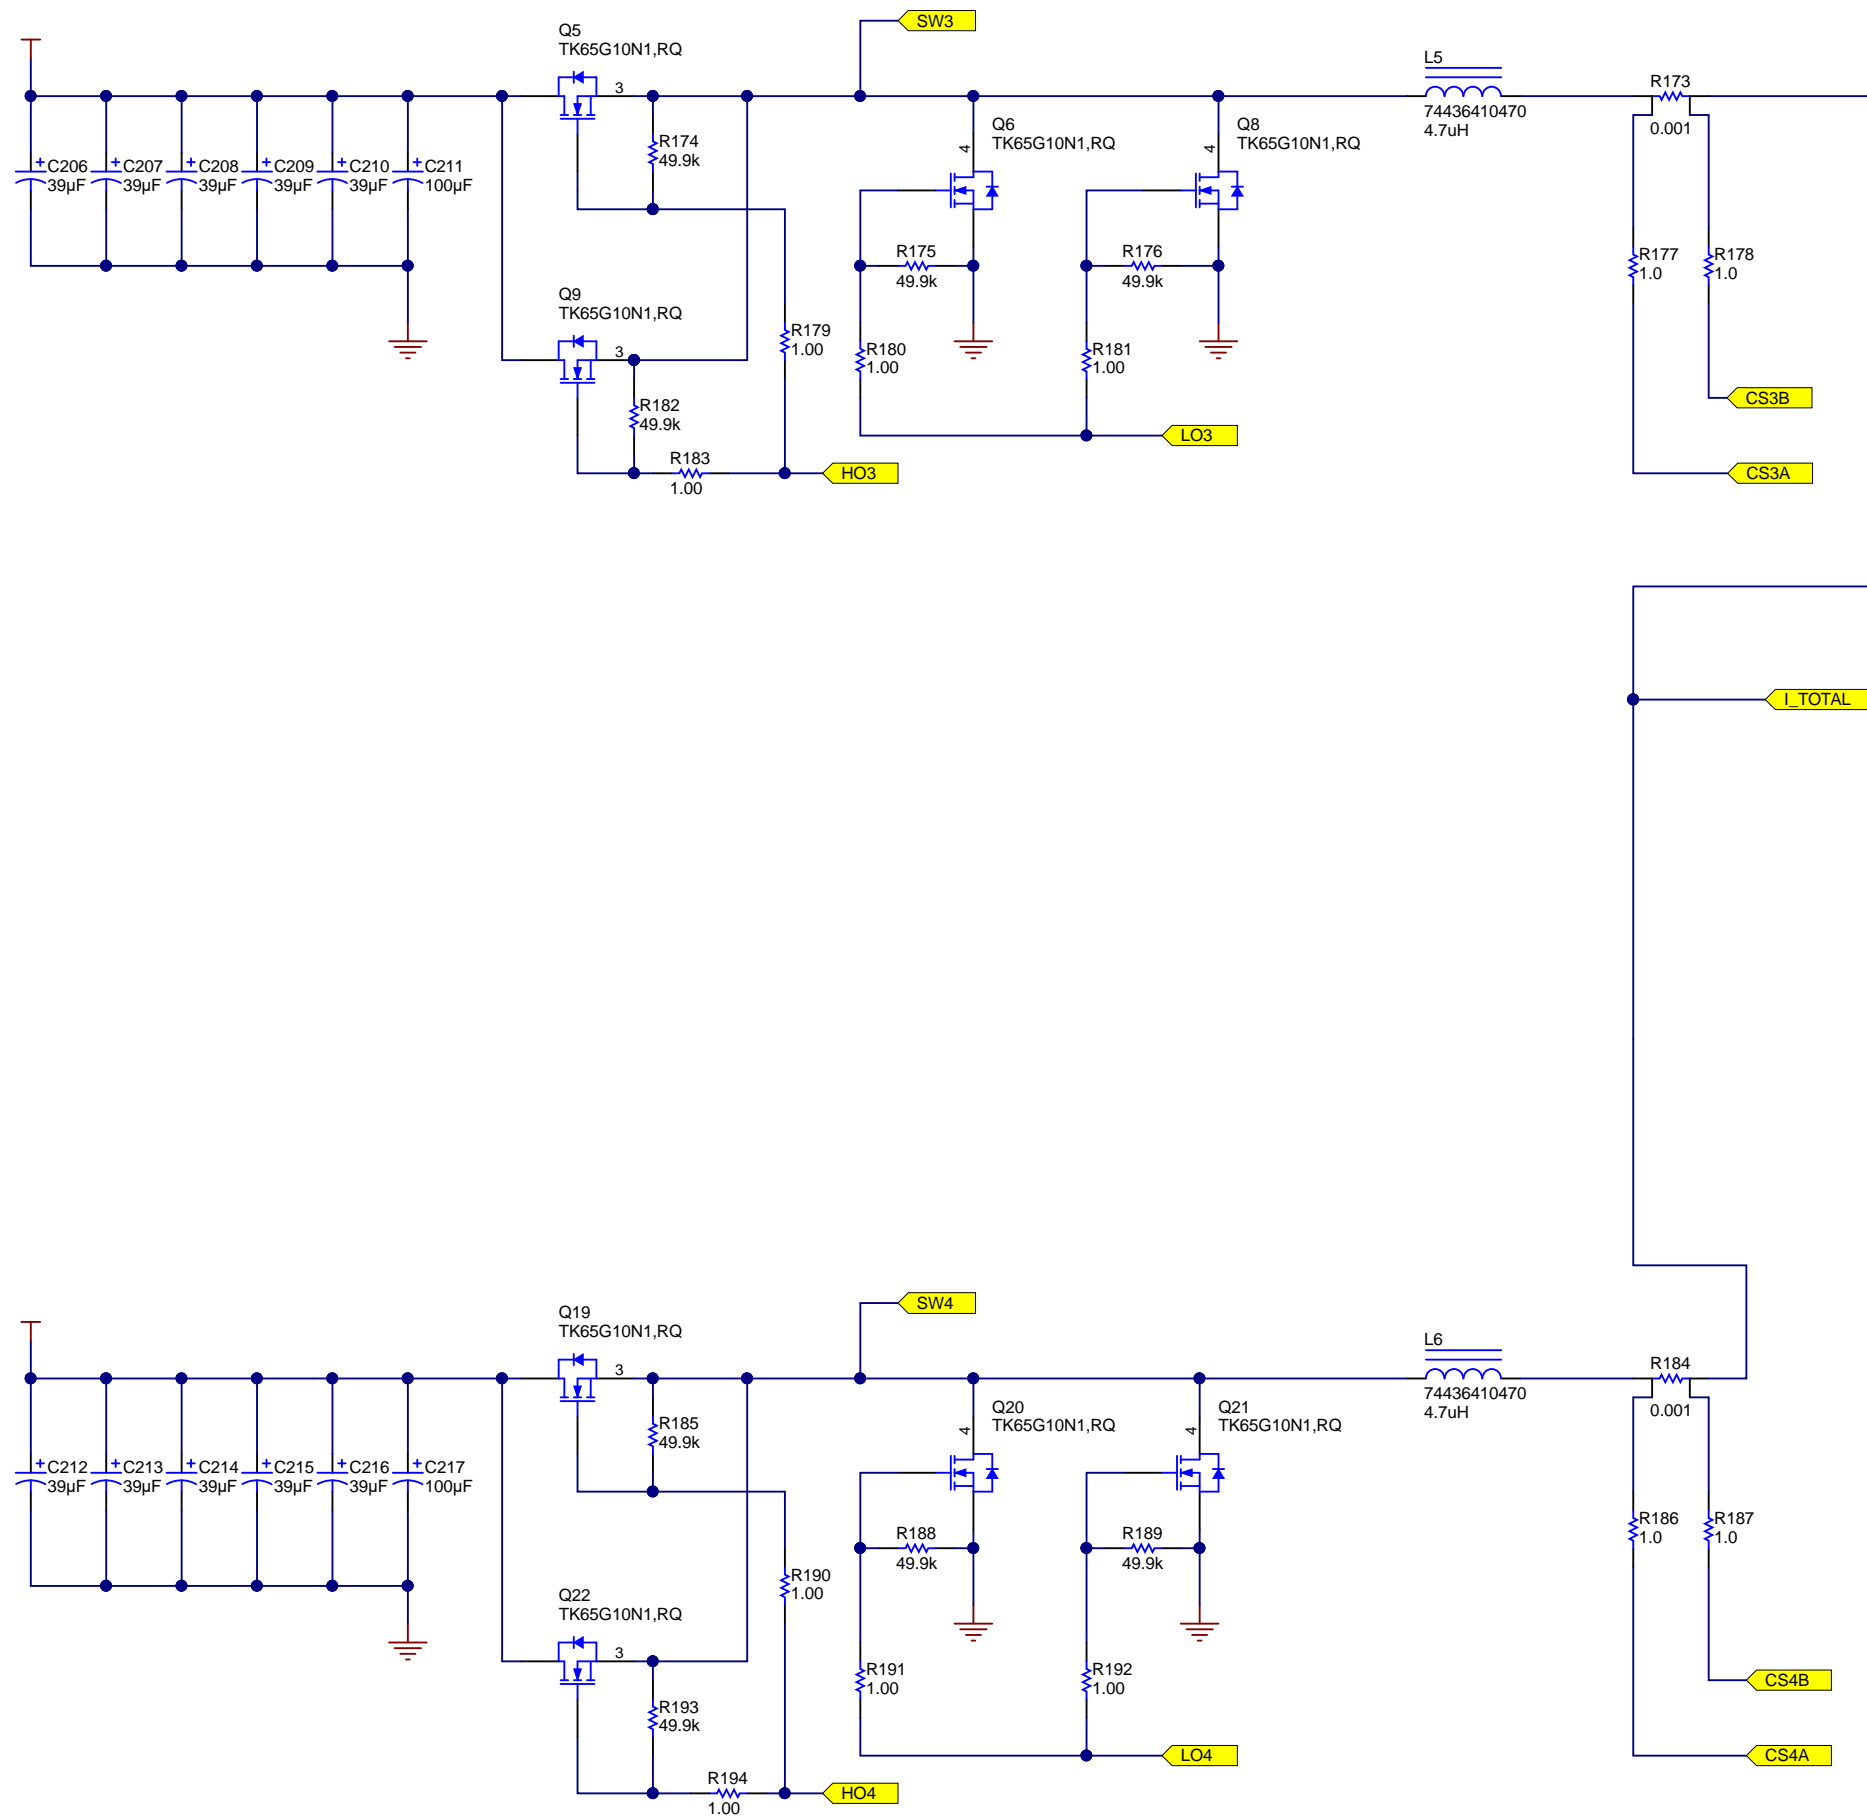 SW3
Q5
TK65G10N1,RQ
3
L5
74436410470
4.7uH
R173
0.001
R174
49.9k
Q6
TK65G10N1,RQ
4
Q8
TK65G10N1,RQ
4
+ C206
39µF
+ C207
39µF
+ C208
39µF
+ C209
39µF
+ C210
39µF
+ C211
100µF
R175
49.9k
R176
49.9k
R177
1.0
R178
1.0
Q9
TK65G10N1,RQ
3
R179
1.00
R180
1.00
R181
1.00
R182
49.9k
CS3B
LO3
R183
1.00
HO3
CS3A
I_TOTAL
SW4
Q19
TK65G10N1,RQ
3
L6
74436410470
4.7uH
R184
0.001
R185
49.9k
Q20
TK65G10N1,RQ
4
Q21
TK65G10N1,RQ
4
+ C212
39µF
+ C213
39µF
+ C214
39µF
+ C215
39µF
+ C216
39µF
+ C217
100µF
R188
49.9k
R189
49.9k
R186
1.0
R187
1.0
Q22
TK65G10N1,RQ
3
R190
1.00
R191
1.00
R192
1.00
R193
49.9k
CS4B
LO4
CS4A
R194
1.00
HO4